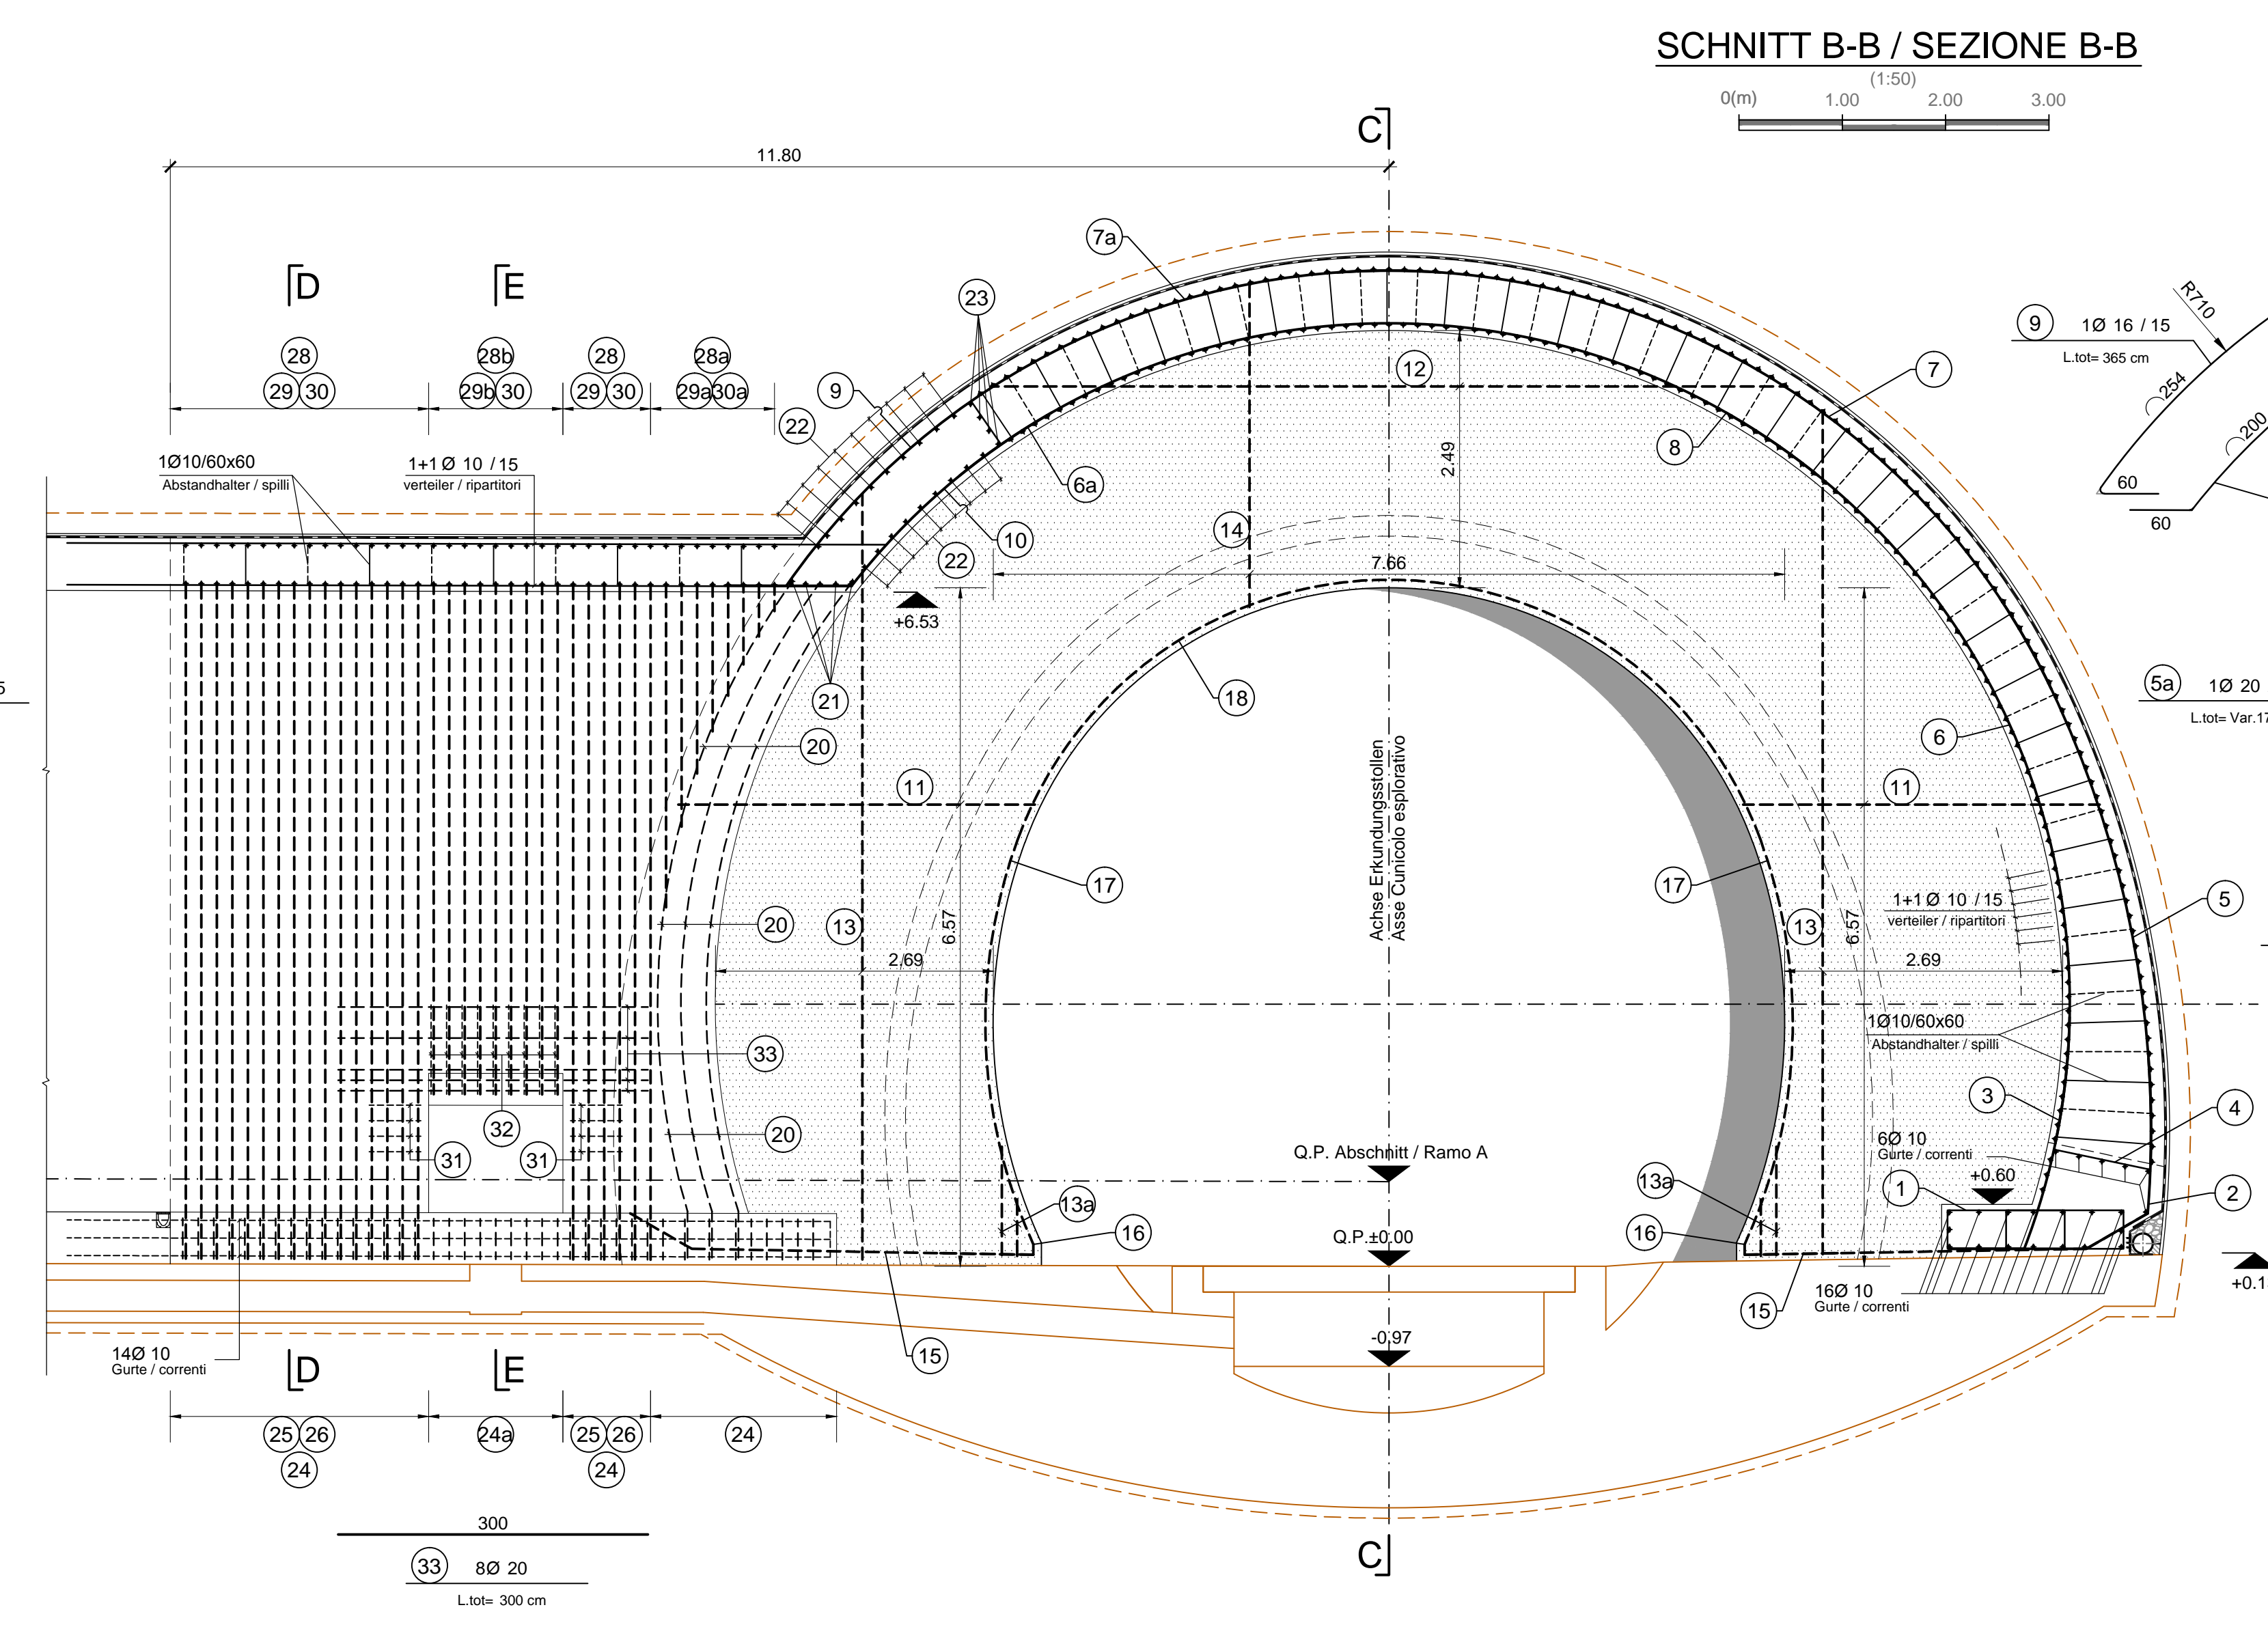 SCHNITT B-B / SEZIONE B-B
(1:50)
0(m) 1.00 2.00 3.00
C
11.80
7a
D E
23
R710
9 1Ø 16 / 15
L.tot= 365 cm
28 28b 28 28a
29 30 29b 30 29 30 29a 30a
9
12
7
254
22
8
2.49
200
1Ø10/60x60
Abstandhalter / spilli
1+1 Ø 10 / 15
verteiler / ripartitori
6a
60
60
14
10
22
7.66
+6.53
5
21
18
5a 1Ø 20
20
6
Achse Erkundungsstollen
Asse Cunicolo esplorativo
11
11
17
17
1+1 Ø 10 / 15
verteiler / ripartitori
5
20
13
6.57
13
6.57
2.69
2.69
1Ø10/60x60
Abstandhalter / spilli
33
3
4
32
20
6Ø 10
Gurte / correnti
31 31
Q.P. Abschnitt / Ramo A
+0.60
13a
13a
1
2
16
16
Q.P.±0.00
16Ø 10
Gurte / correnti
15
-0.97
14Ø 10
Gurte / correnti
D E
15
25 26 24a 25 26 24
24 24
300
33 8Ø 20
L.tot= 300 cm
C